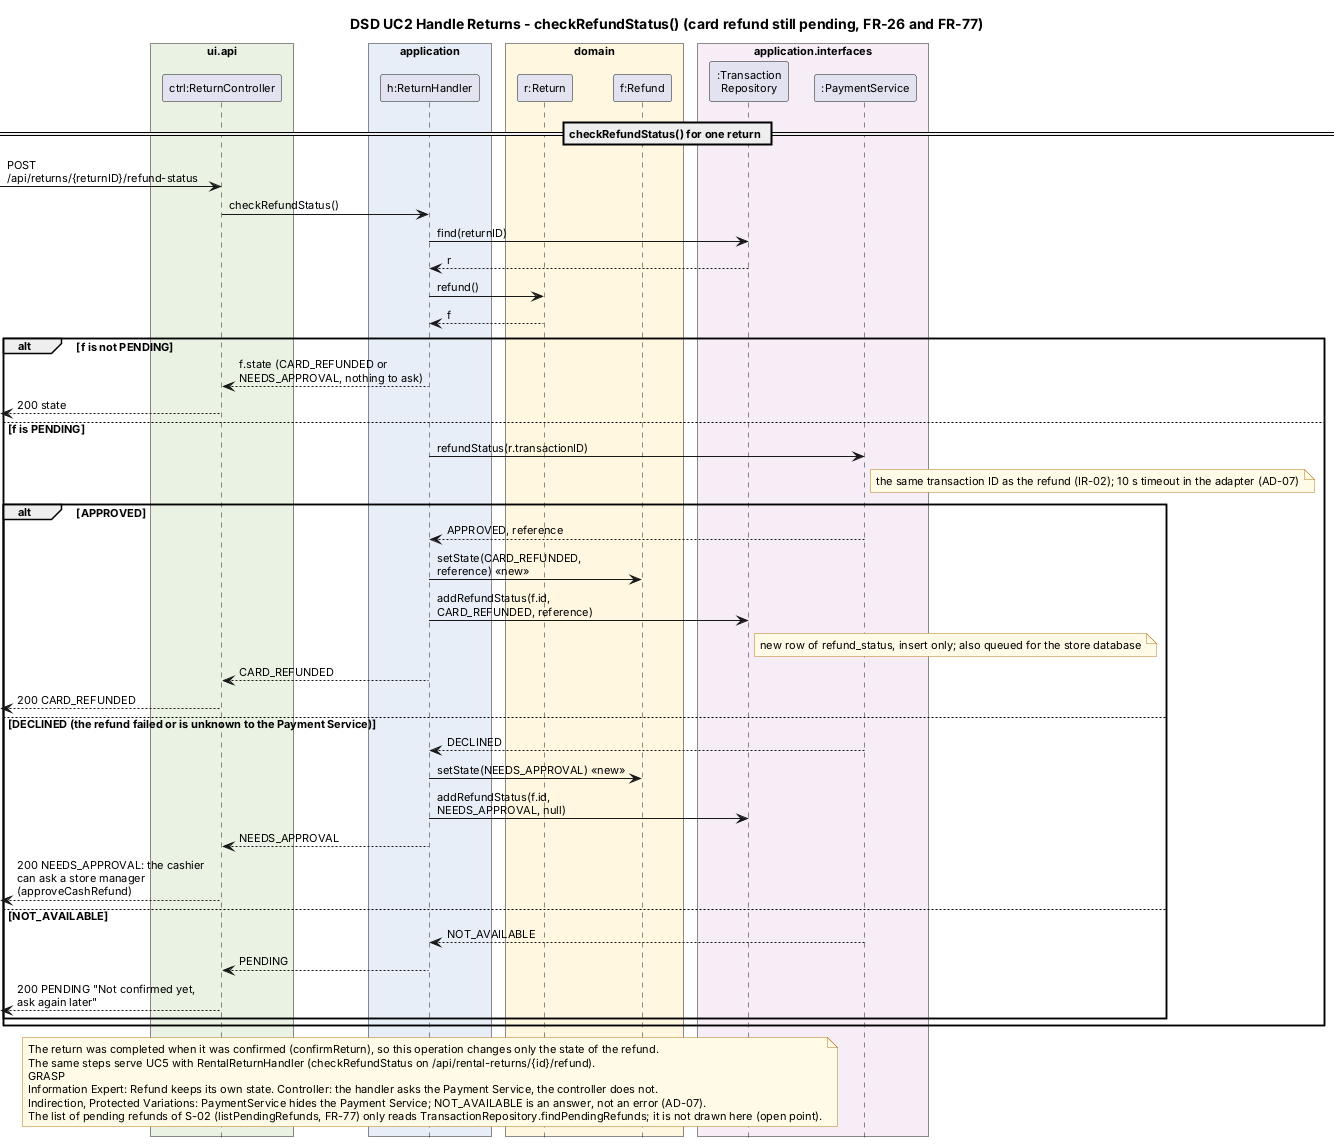 DSD UC2 Handle Returns - checkRefundStatus() (card refund still pending, FR-26 and FR-77)
ui.api
application
domain
application.interfaces
ctrl:ReturnController
h:ReturnHandler
r:Return
f:Refund
:Transaction
Repository
:PaymentService
checkRefundStatus() for one return
POST
/api/returns/{returnID}/refund-status
checkRefundStatus()
find(returnID)
r
refund()
f
alt
[f is not PENDING]
f.state (CARD_REFUNDED or
NEEDS_APPROVAL, nothing to ask)
200 state
[f is PENDING]
refundStatus(r.transactionID)
the same transaction ID as the refund (IR-02); 10 s timeout in the adapter (AD-07)
alt
[APPROVED]
APPROVED, reference
setState(CARD_REFUNDED,
reference) «new»
addRefundStatus(f.id,
CARD_REFUNDED, reference)
new row of refund_status, insert only; also queued for the store database
CARD_REFUNDED
200 CARD_REFUNDED
[DECLINED (the refund failed or is unknown to the Payment Service)]
DECLINED
setState(NEEDS_APPROVAL) «new»
addRefundStatus(f.id,
NEEDS_APPROVAL, null)
NEEDS_APPROVAL
200 NEEDS_APPROVAL: the cashier
can ask a store manager
(approveCashRefund)
[NOT_AVAILABLE]
NOT_AVAILABLE
PENDING
200 PENDING "Not confirmed yet,
ask again later"
The return was completed when it was confirmed (confirmReturn), so this operation changes only the state of the refund.
The same steps serve UC5 with RentalReturnHandler (checkRefundStatus on /api/rental-returns/{id}/refund).
GRASP
Information Expert: Refund keeps its own state. Controller: the handler asks the Payment Service, the controller does not.
Indirection, Protected Variations: PaymentService hides the Payment Service; NOT_AVAILABLE is an answer, not an error (AD-07).
The list of pending refunds of S-02 (listPendingRefunds, FR-77) only reads TransactionRepository.findPendingRefunds; it is not drawn here (open point).